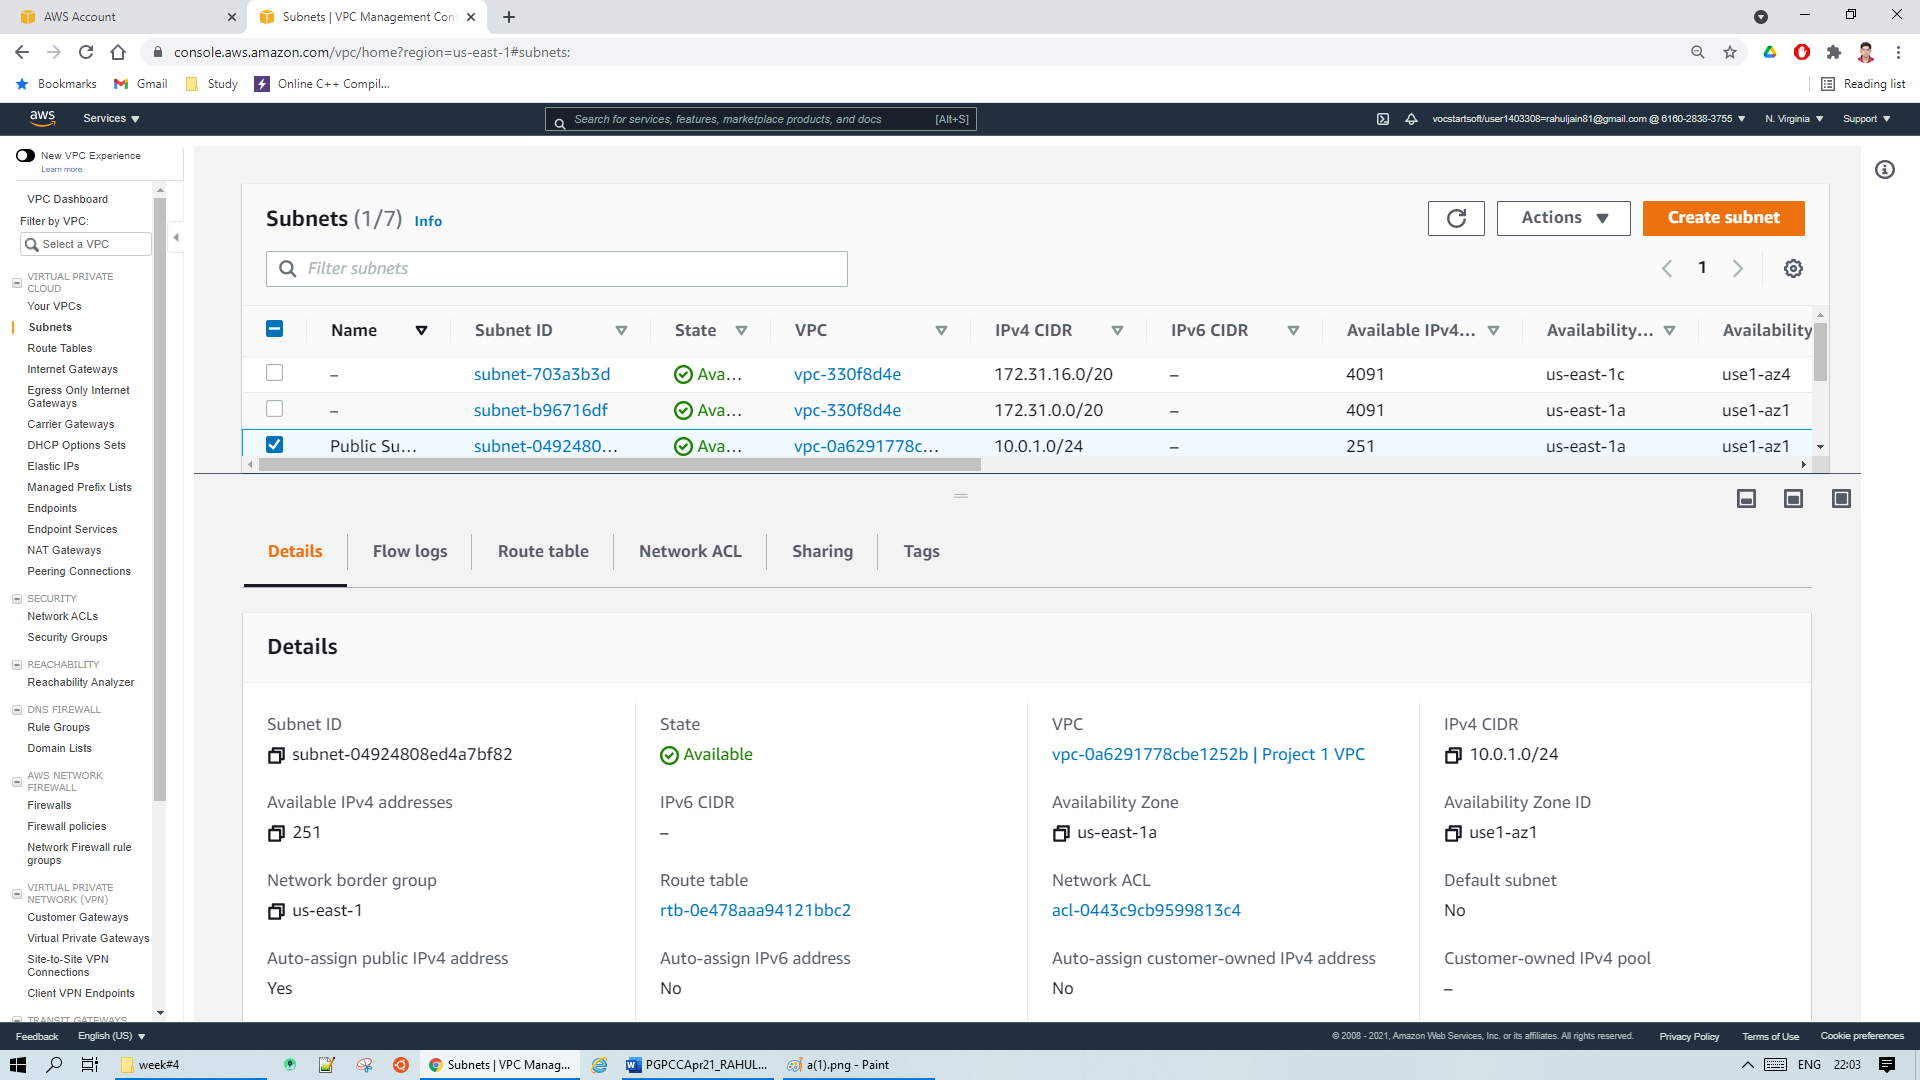 AWS Account
Subnets | VPC Management Con
console.aws.amazon.com/vpc/home?region=us-east-1#subnets:
Bookmarks Gmail Study Online C++ Compil... Reading list
aws Services Search for services, features, marketplace products, and docs [Alt+S] vocstartsoft/user1403308=rahuljain81@gmail.com @ 6160-2838-3755 N. Virginia Support
New VPC Experience
Learn more
VPC Dashboard
Filter by VPC:
Select a VPC
VIRTUAL PRIVATE
CLOUD
Your VPCs
Subnets
Route Tables
Internet Gateways
Egress Only Internet
Gateways
Carrier Gateways
DHCP Options Sets
Elastic IPs
Managed Prefix Lists
Endpoints
Endpoint Services
NAT Gateways
Peering Connections
SECURITY
Network ACLs
Security Groups
REACHABILITY
Reachability Analyzer
DNS FIREWALL
Rule Groups
Domain Lists
AWS NETWORK
FIREWALL
Firewalls
Firewall policies
Network Firewall rule
groups
VIRTUAL PRIVATE
NETWORK (VPN)
Customer Gateways
Virtual Private Gateways
Site-to-Site VPN
Connections
Client VPN Endpoints
TRANSIT GATEWAYS
Subnets (1/7) Info Actions Create subnet
Filter subnets 1
Name Subnet ID State VPC IPv4 CIDR IPv6 CIDR Available IPv4... Availability... Availability
– subnet-703a3b3d Ava... vpc-330f8d4e 172.31.16.0/20 – 4091 us-east-1c use1-az4
– subnet-b96716df Ava... vpc-330f8d4e 172.31.0.0/20 – 4091 us-east-1a use1-az1
Public Su... subnet-0492480... Ava... vpc-0a6291778c... 10.0.1.0/24 – 251 us-east-1a use1-az1
Details Flow logs Route table Network ACL Sharing Tags
Details
Subnet ID State VPC IPv4 CIDR
subnet-04924808ed4a7bf82 Available vpc-0a6291778cbe1252b | Project 1 VPC 10.0.1.0/24
Available IPv4 addresses IPv6 CIDR Availability Zone Availability Zone ID
251 – us-east-1a use1-az1
Network border group Route table Network ACL Default subnet
us-east-1 rtb-0e478aaa94121bbc2 acl-0443c9cb9599813c4 No
Auto-assign public IPv4 address Auto-assign IPv6 address Auto-assign customer-owned IPv4 address Customer-owned IPv4 pool
Yes No No –
Feedback English (US) © 2008 - 2021, Amazon Web Services, Inc. or its affiliates. All rights reserved. Privacy Policy Terms of Use Cookie preferences
week#4 Subnets | VPC Manag... PGPCCApr21_RAHUL... a(1).png - Paint ENG 22:03